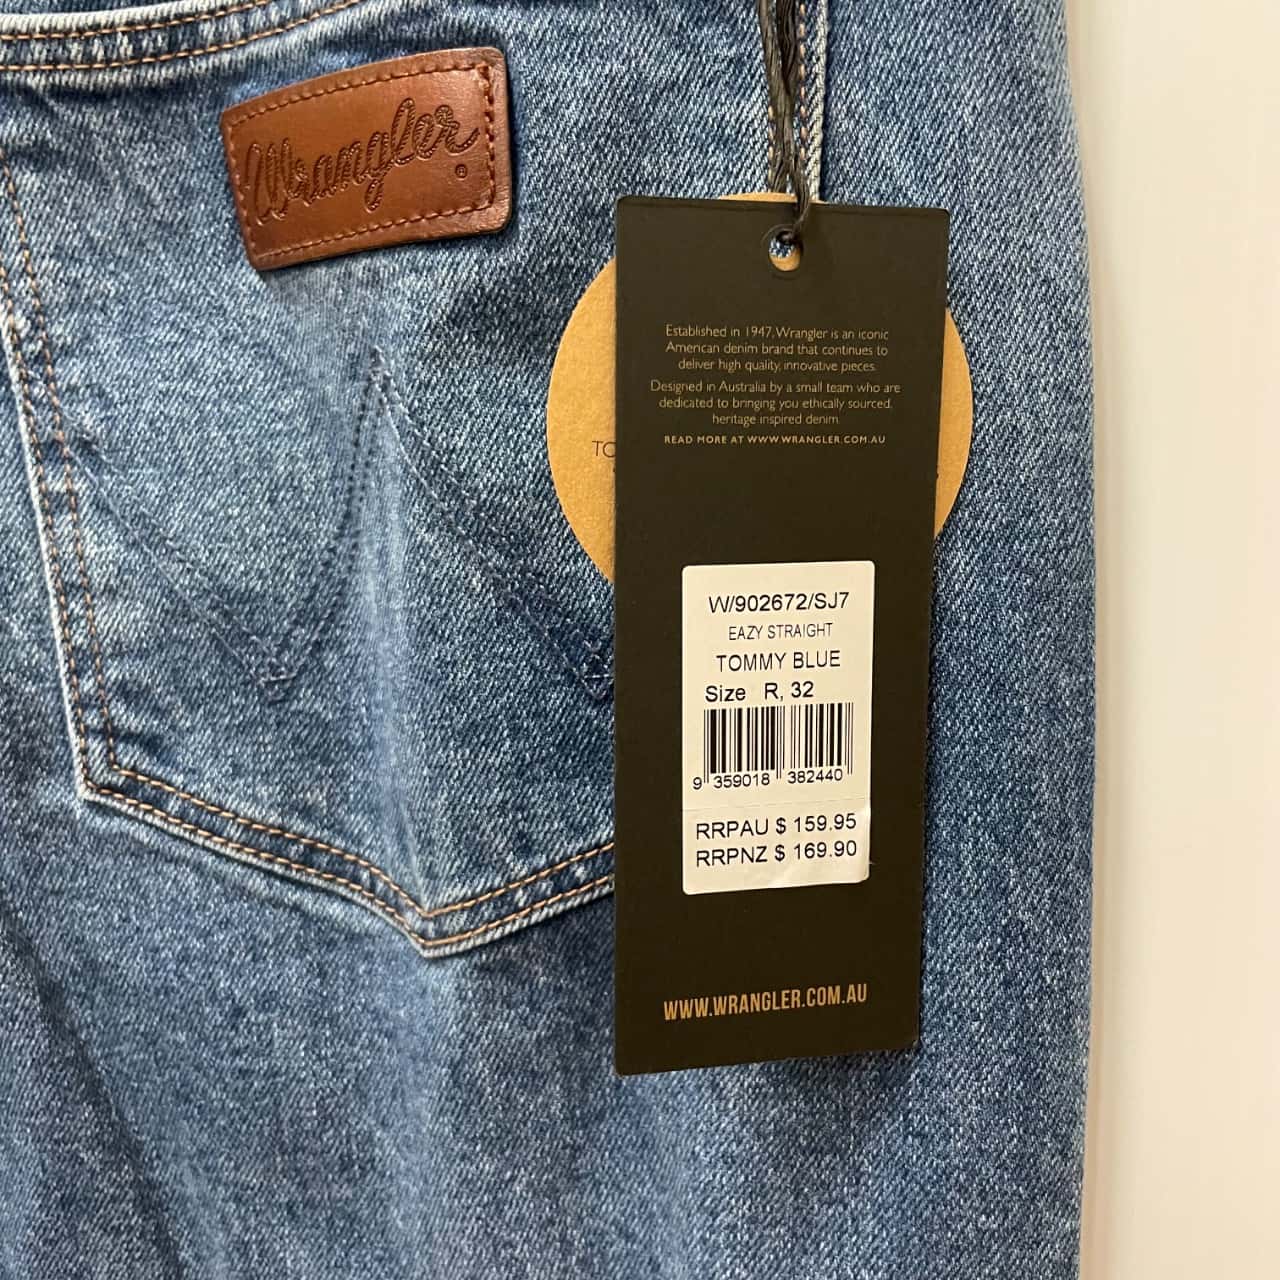 Wrangler
®
Established in 1947, Wrangler is an iconic
American denim brand that continues to
deliver high quality, innovative pieces.
Designed in Australia by a small team who are
dedicated to bringing you ethically sourced,
heritage inspired denim.
READ MORE AT WWW.WRANGLER.COM.AU
W/902672/SJ7
EAZY STRAIGHT
TOMMY BLUE
Size R, 32
9 359018 382440
RRPAU $ 159.95
RRPNZ $ 169.90
WWW.WRANGLER.COM.AU